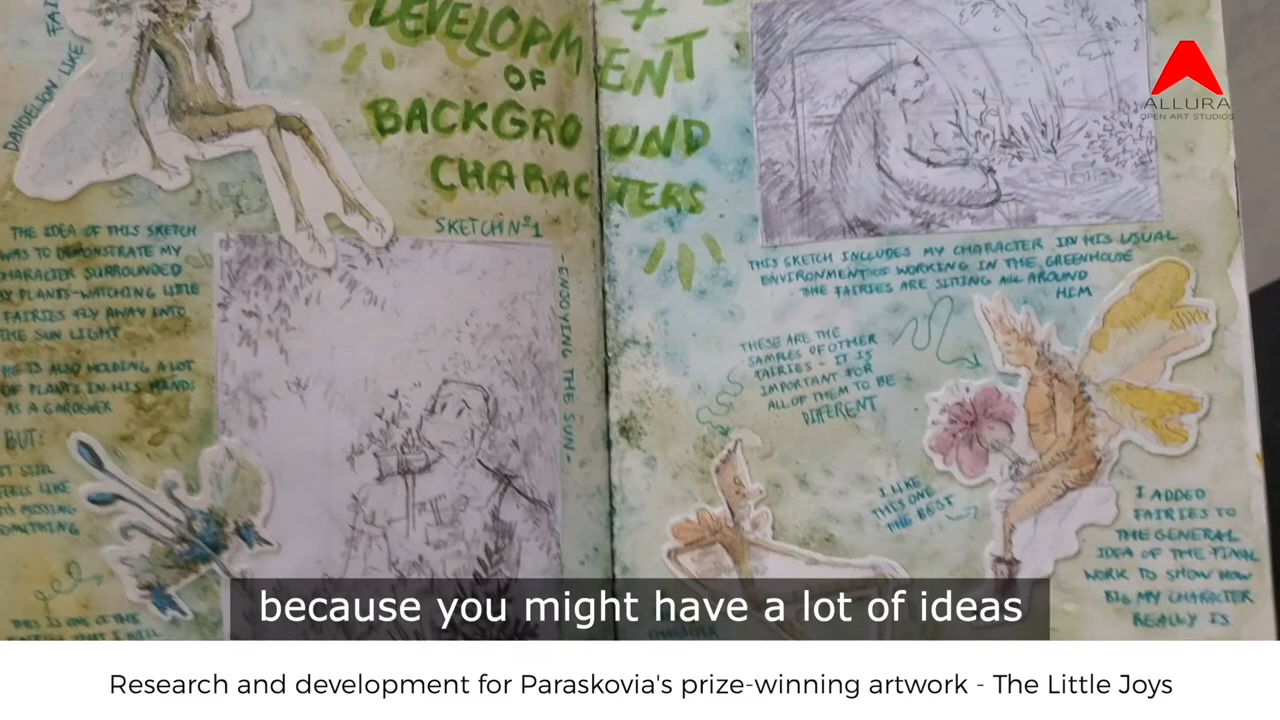 DANDELION LIKE
DEVELOPMENT
OF
BACKGROUND
CHARACTERS
ALLURA
OPEN ART STUDIOS
SKETCH Nº1
THE IDEA OF THIS SKETCH
WAS TO DEMONSTRATE MY
CHARACTER SURROUNDED
BY PLANTS-WATCHING LITTLE
FAIRIES FLY AWAY INTO
THE SUN LIGHT
HE IS ALSO HOLDING A LOT
OF PLANTS IN HIS HANDS
AS A GARDENER
BUT:
IT STILL
FEELS LIKE
IT'S MISSING
SOMETHING
THIS IS ONE OF THE
- ENJOYING THE SUN -
THIS SKETCH INCLUDES MY CHARACTER IN HIS USUAL
ENVIRONMENT OF WORKING IN THE GREENHOUSE
THE FAIRIES ARE SITING ALL AROUND
HIM
THESE ARE THE
SAMPLES OF OTHER
FAIRIES - IT IS
IMPORTANT FOR
ALL OF THEM TO BE
DIFFERENT
I LIKE
THIS ONE
THE BEST
I ADDED
FAIRIES TO
THE GENERAL
IDEA OF THE FINAL
WORK TO SHOW HOW
BIG MY CHARACTER
REALLY IS
because you might have a lot of ideas
Research and development for Paraskovia's prize-winning artwork - The Little Joys